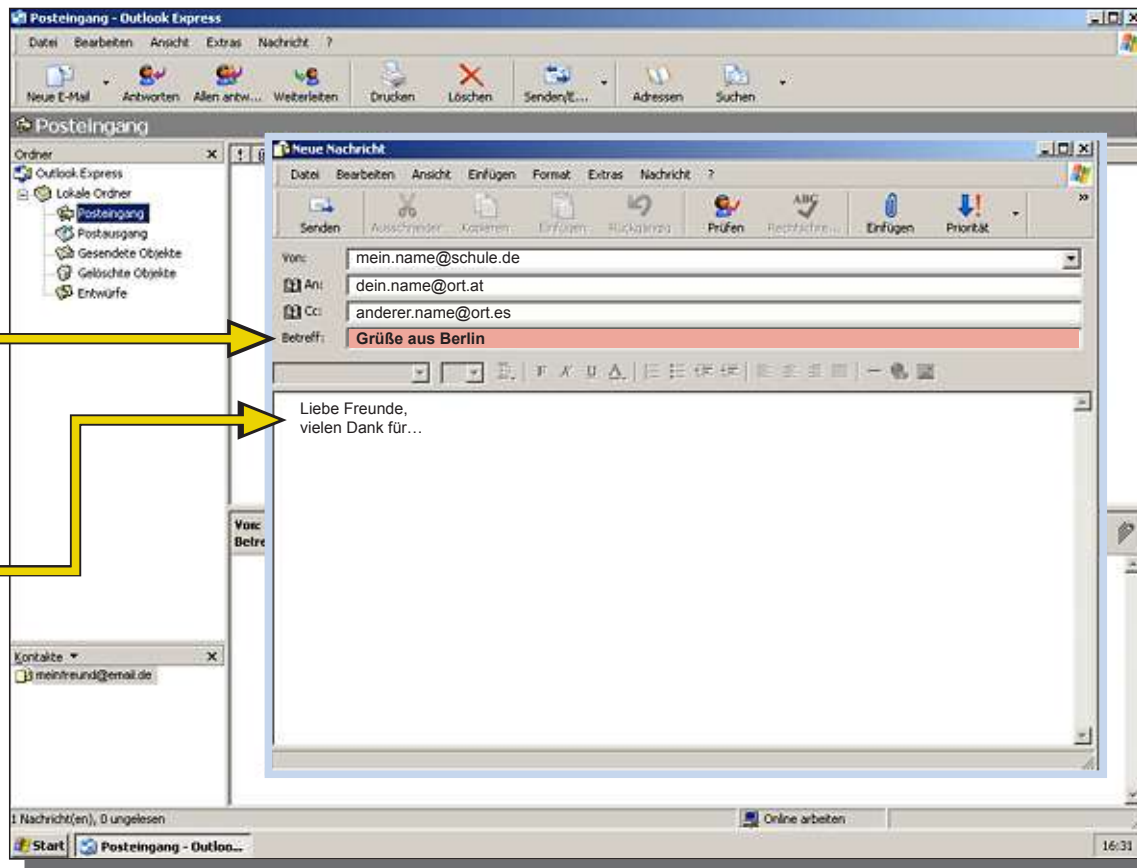 Posteingang - Outlook Express
Datei Bearbeiten Ansicht Extras Nachricht ?
Neue E-Mail Antworten Allen antw... Weiterleiten Drucken Löschen Senden/E... Adressen Suchen
Posteingang
Ordner
Outlook Express
Lokale Ordner
Posteingang
Postausgang
Gesendete Objekte
Gelöschte Objekte
Entwürfe
Neue Nachricht
Datei Bearbeiten Ansicht Einfügen Format Extras Nachricht ?
Senden Ausschneiden Kopieren Einfügen Rückgängig Prüfen Rechtschrei... Einfügen Priorität
Von: mein.name@schule.de
An: dein.name@ort.at
Cc: anderer.name@ort.es
Betreff: Grüße aus Berlin
Liebe Freunde,
vielen Dank für…
Von:
Betre
Kontakte
meinfreund@email.de
1 Nachricht(en), 0 ungelesen
Online arbeiten
Start Posteingang - Outloo...
16:31